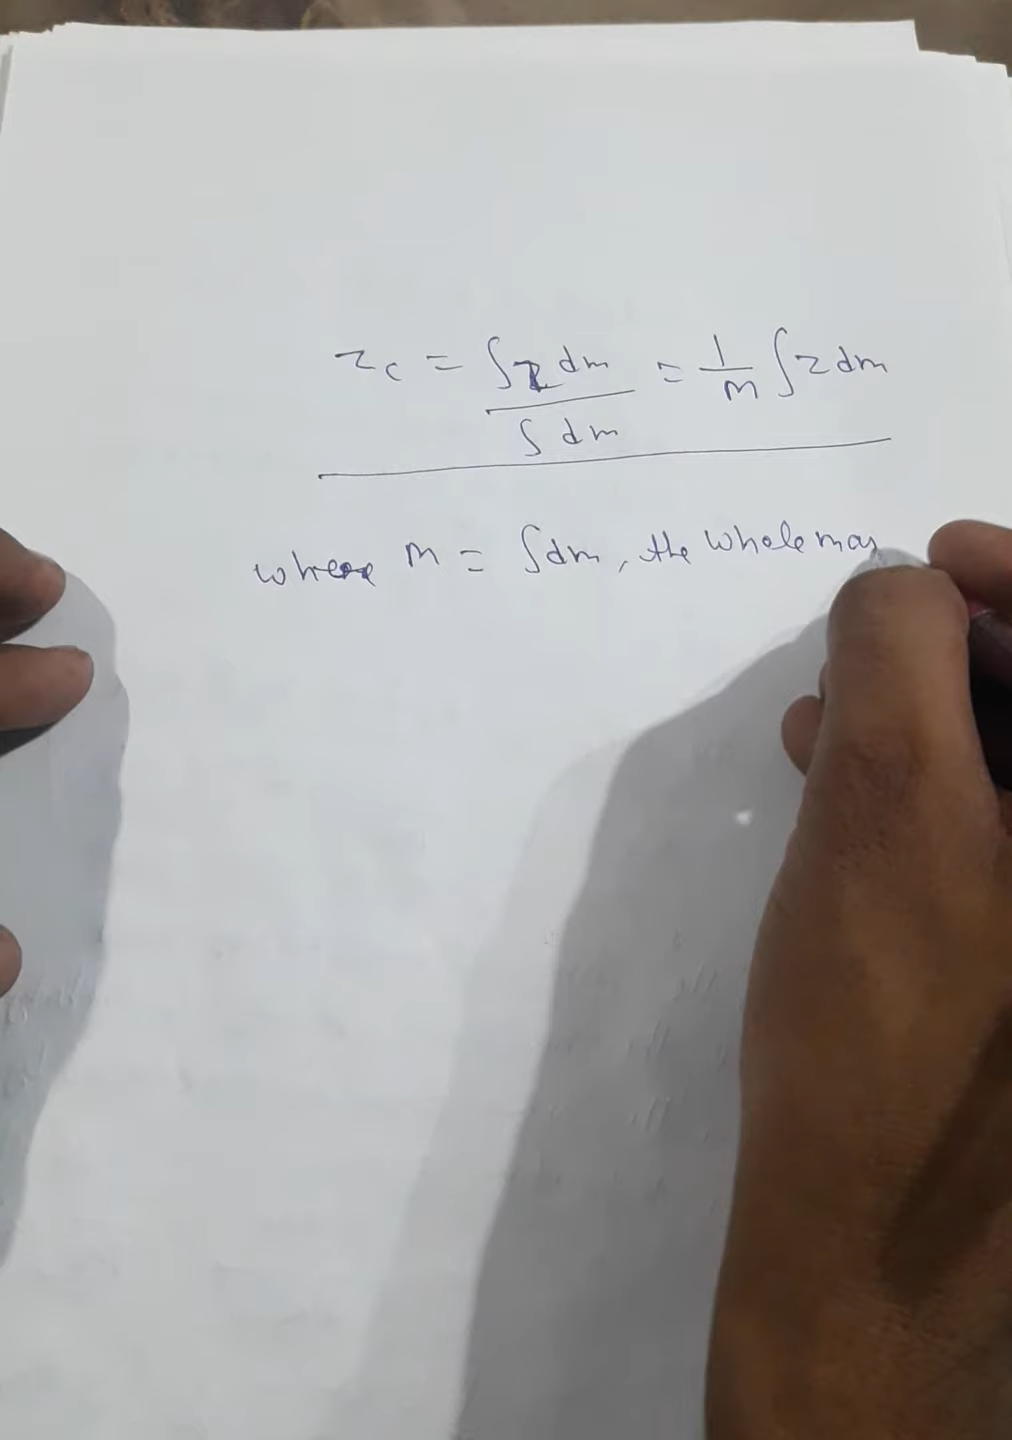 z_c = ∫z dm / ∫dm = 1/m ∫z dm
where m = ∫dm, the whole mas